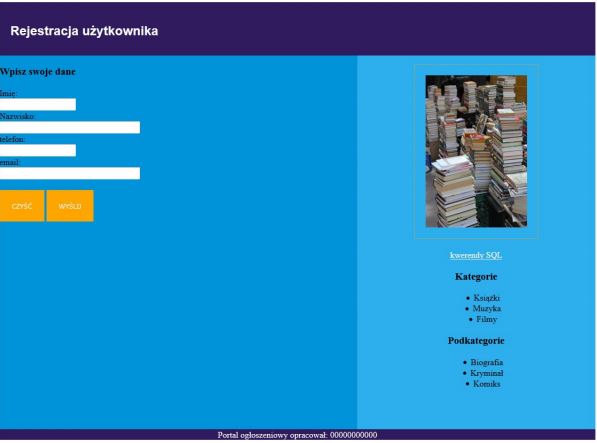 Rejestracja użytkownika
Wpisz swoje dane
Imię:
Nazwisko:
telefon:
email:
CZYŚĆ WYŚLIJ
kwerendy SQL
Kategorie
Książki
Muzyka
Filmy
Podkategorie
Biografia
Kryminał
Komiks
Portal ogłoszeniowy opracował: 00000000000